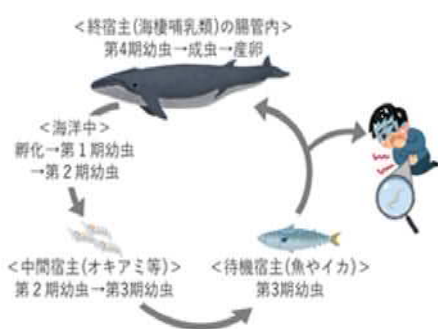 <終宿主(海棲哺乳類)の腸管内>
第4期幼虫→成虫→産卵
<海洋中>
孵化→第1期幼虫
→第2期幼虫
<中間宿主(オキアミ等)>
第2期幼虫→第3期幼虫
<待機宿主(魚やイカ)>
第3期幼虫